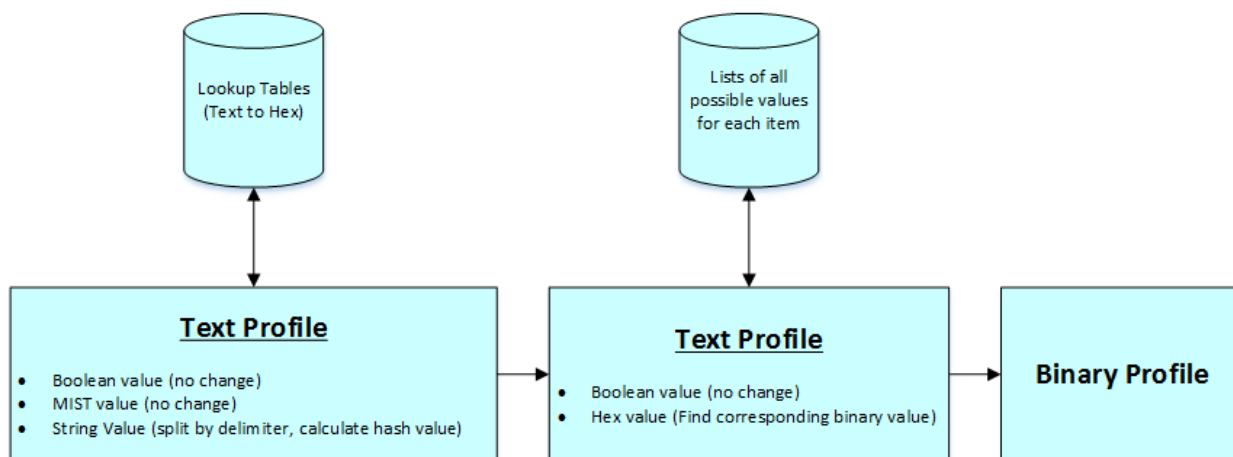 Lookup Tables
(Text to Hex)
Lists of all
possible values
for each item
Text Profile
• Boolean value (no change)
• MIST value (no change)
• String Value (split by delimiter, calculate hash value)
Text Profile
• Boolean value (no change)
• Hex value (Find corresponding binary value)
Binary Profile